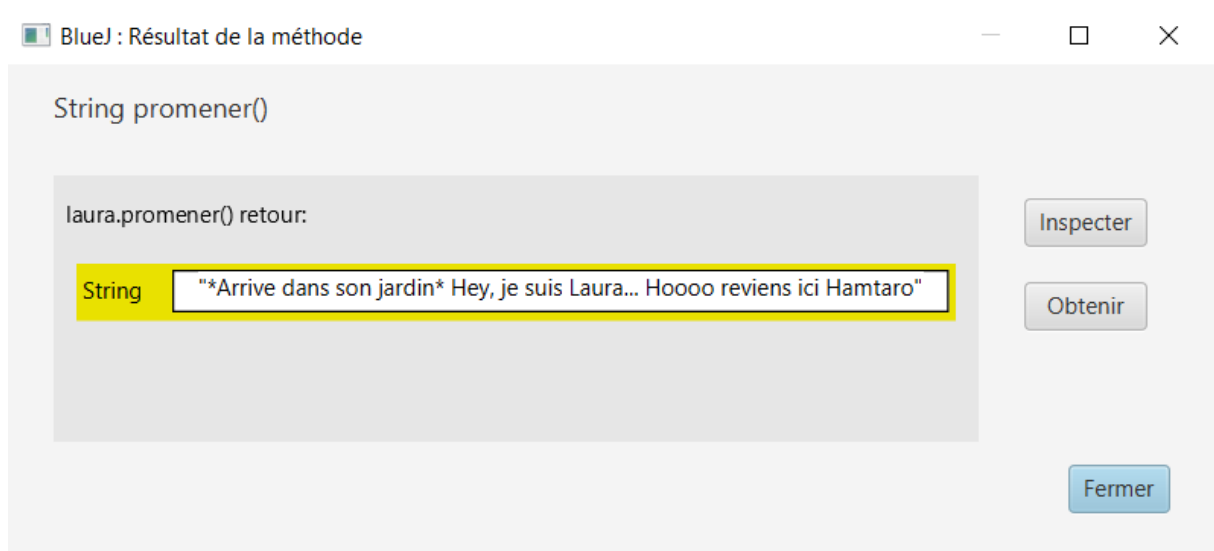 BlueJ : Résultat de la méthode
String promener()
laura.promener() retour:
Inspecter
String "*Arrive dans son jardin* Hey, je suis Laura... Hoooo reviens ici Hamtaro"
Obtenir
Fermer